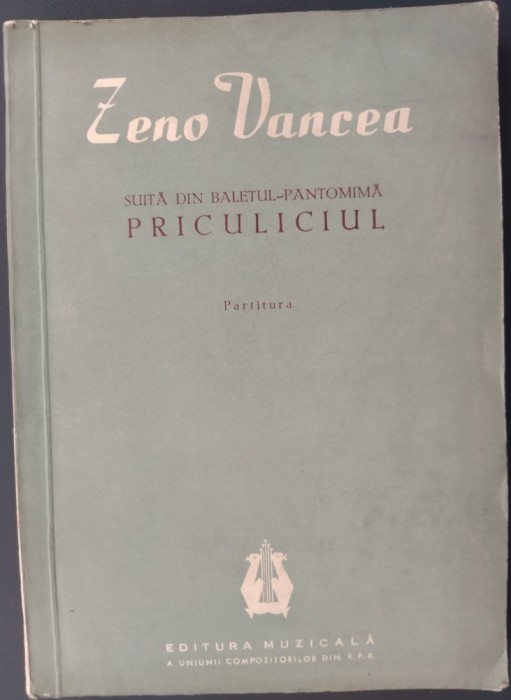 Zeno Vancea
SUITĂ DIN BALETUL-PANTOMIMĂ
PRICULICIUL
Partitura
EDITURA MUZICALĂ
A UNIUNII COMPOZITORILOR DIN R.P.R.